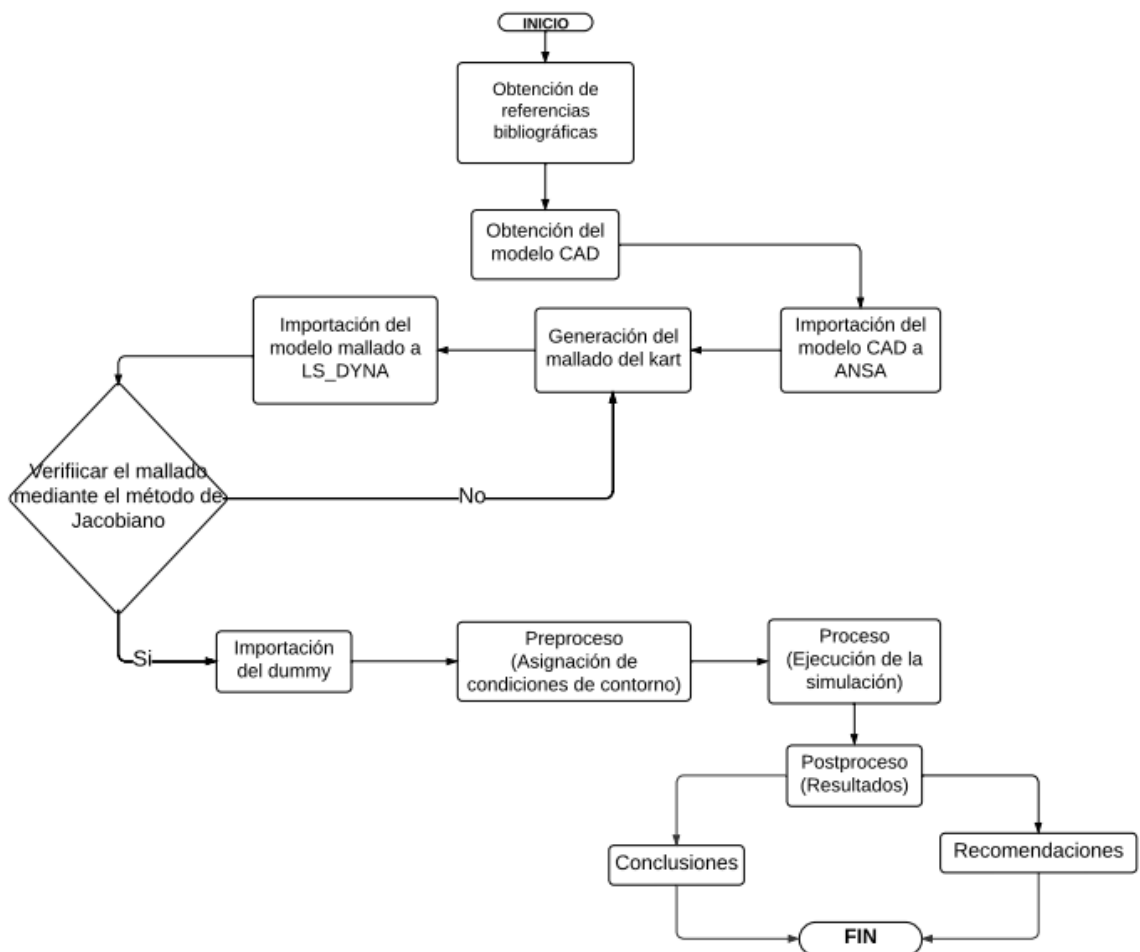 INICIO
Obtención de
referencias
bibliográficas
Obtención del
modelo CAD
Importación del
modelo CAD a
ANSA
Generación del
mallado del kart
Importación del
modelo mallado a
LS_DYNA
Verifiicar el mallado
mediante el método de
Jacobiano
No
Si
Importación
del dummy
Preproceso
(Asignación de
condiciones de contorno)
Proceso
(Ejecución de la
simulación)
Postproceso
(Resultados)
Conclusiones
Recomendaciones
FIN